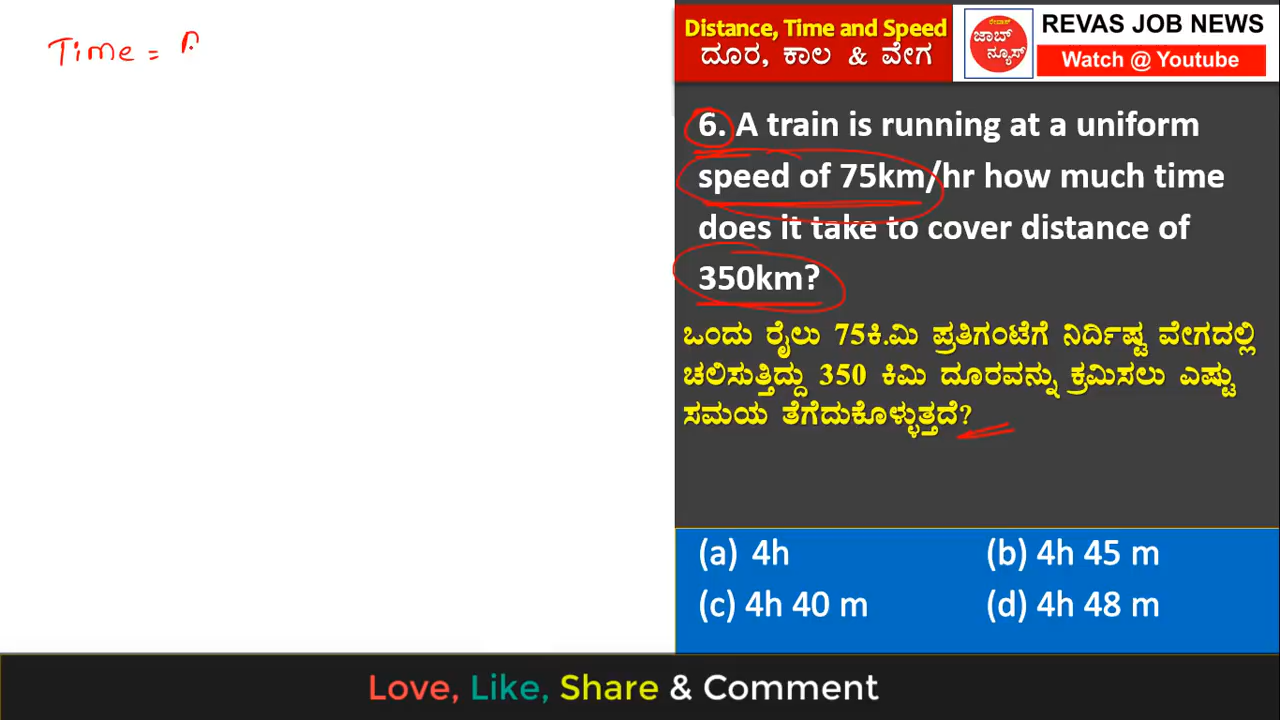 Time =
Distance, Time and Speed
ದೂರ, ಕಾಲ & ವೇಗ
ರೇವಾಸ್
ಜಾಬ್
ನ್ಯೂಸ್
REVAS JOB NEWS
Watch @ Youtube
6. A train is running at a uniform
speed of 75km/hr how much time
does it take to cover distance of
350km?
ಒಂದು ರೈಲು 75ಕಿ.ಮಿ ಪ್ರತಿಗಂಟೆಗೆ ನಿರ್ದಿಷ್ಟ ವೇಗದಲ್ಲಿ
ಚಲಿಸುತ್ತಿದ್ದು 350 ಕಿಮಿ ದೂರವನ್ನು ಕ್ರಮಿಸಲು ಎಷ್ಟು
ಸಮಯ ತೆಗೆದುಕೊಳ್ಳುತ್ತದೆ?
(a) 4h (b) 4h 45 m
(c) 4h 40 m (d) 4h 48 m
Love, Like, Share & Comment